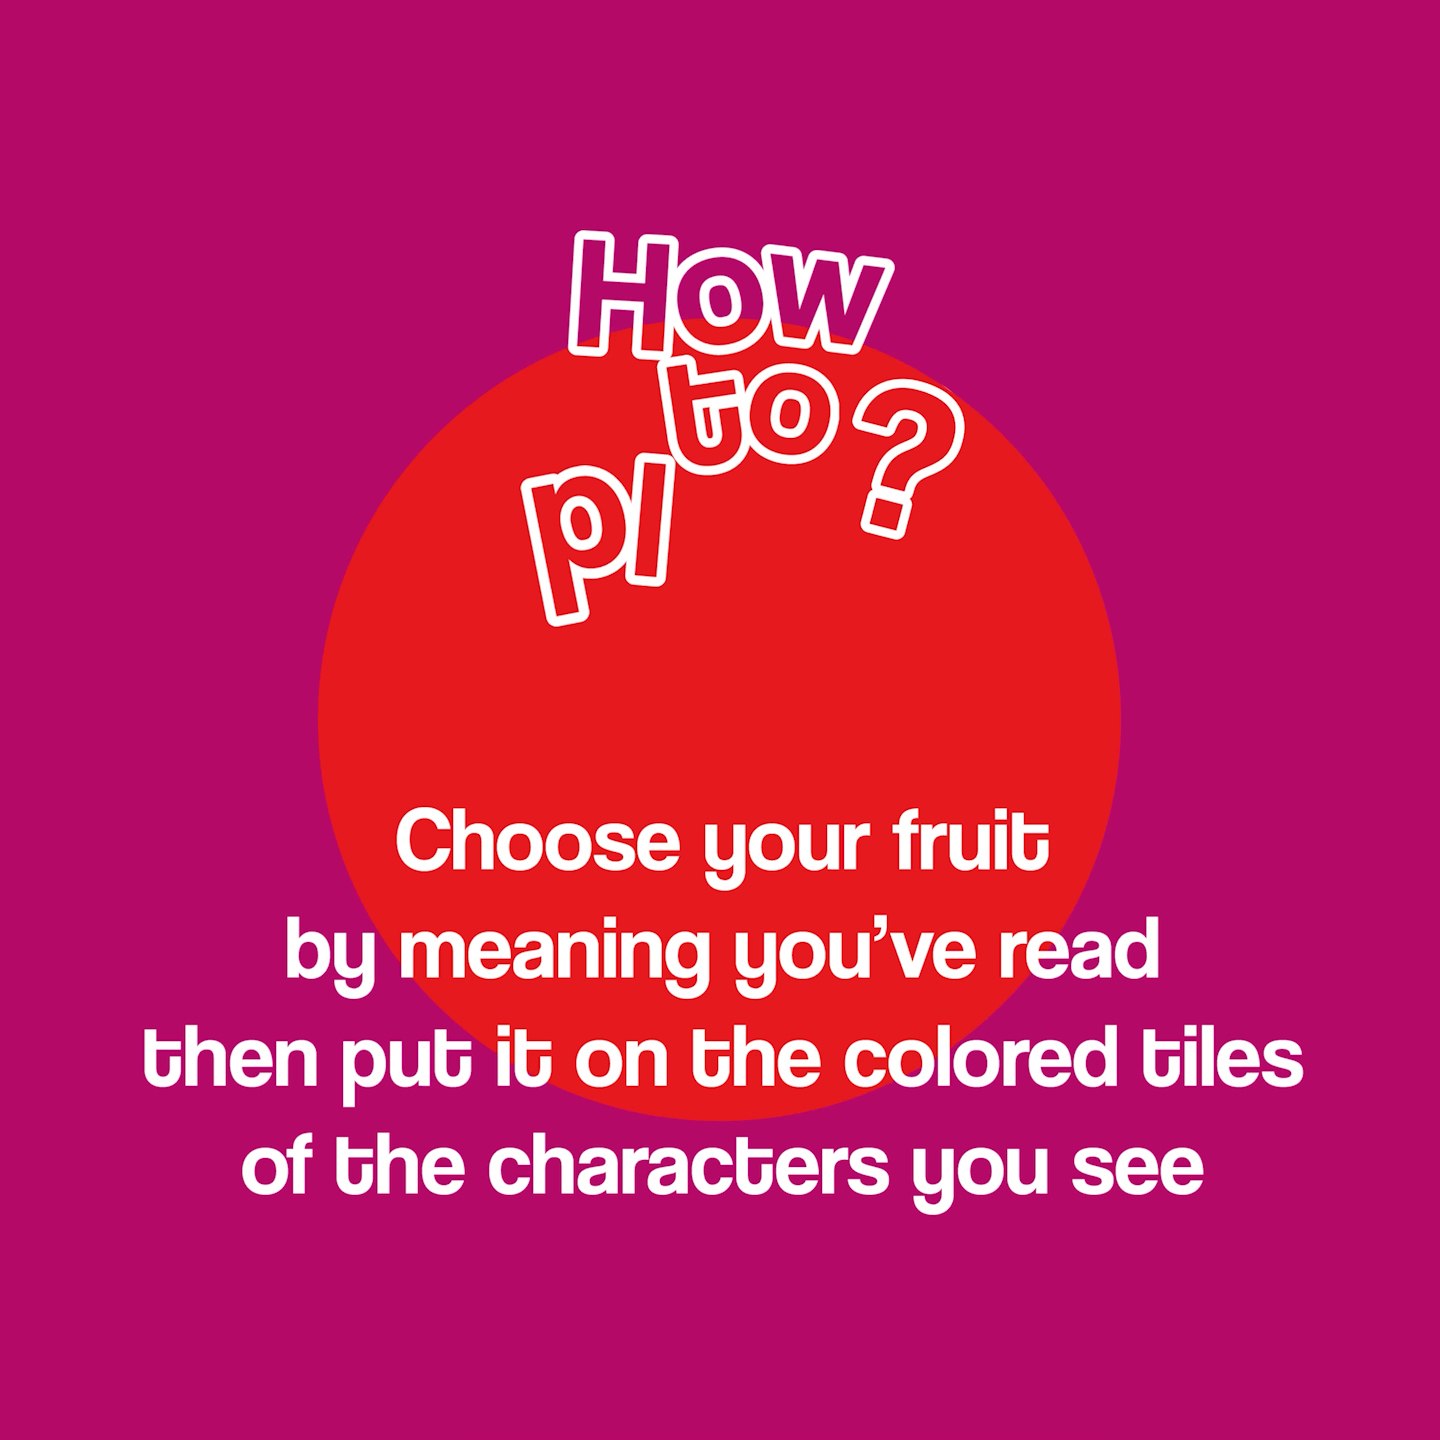 How
to ?
pl
Choose your fruit
by meaning you've read
then put it on the colored tiles
of the characters you see